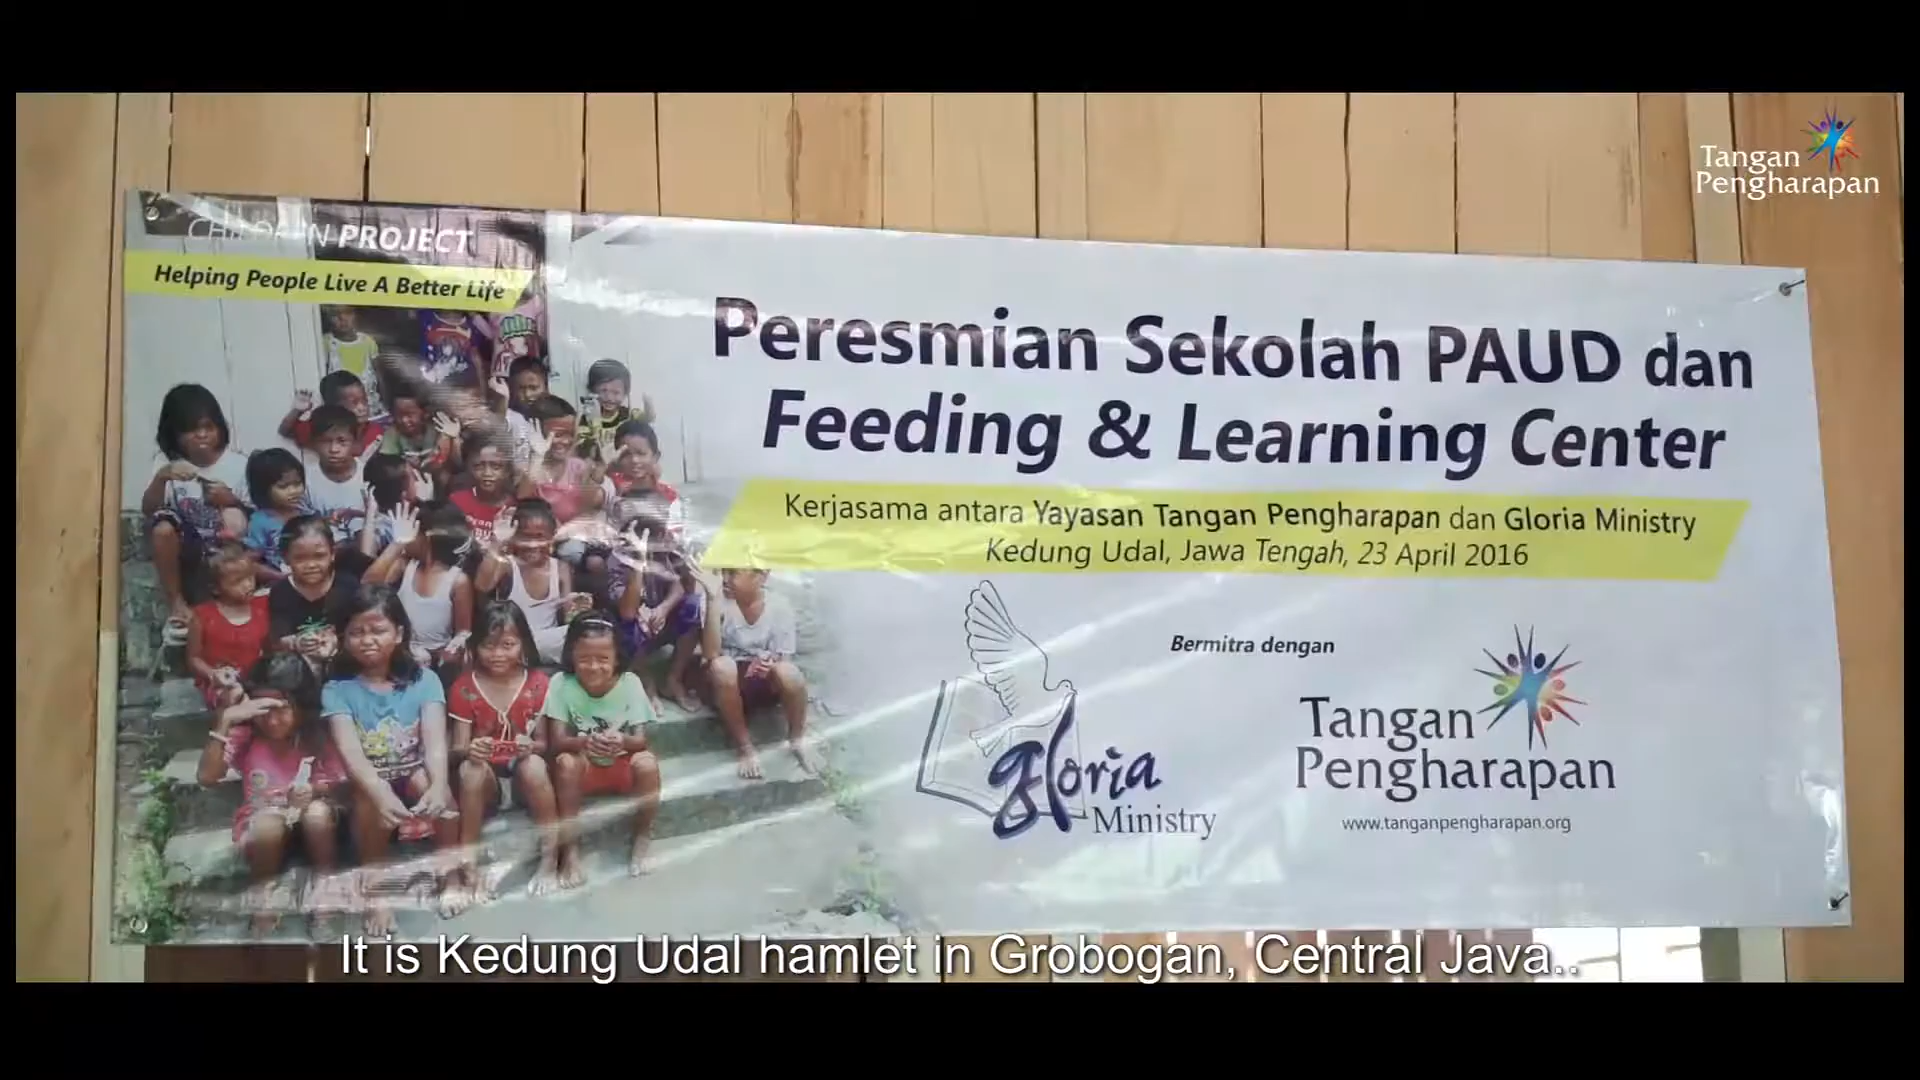 Tangan
Pengharapan
CHILDREN PROJECT
Helping People Live A Better Life
Peresmian Sekolah PAUD dan
Feeding & Learning Center
Kerjasama antara Yayasan Tangan Pengharapan dan Gloria Ministry
Kedung Udal, Jawa Tengah, 23 April 2016
Bermitra dengan
gloria
Ministry
Tangan
Pengharapan
www.tanganpengharapan.org
It is Kedung Udal hamlet in Grobogan, Central Java..